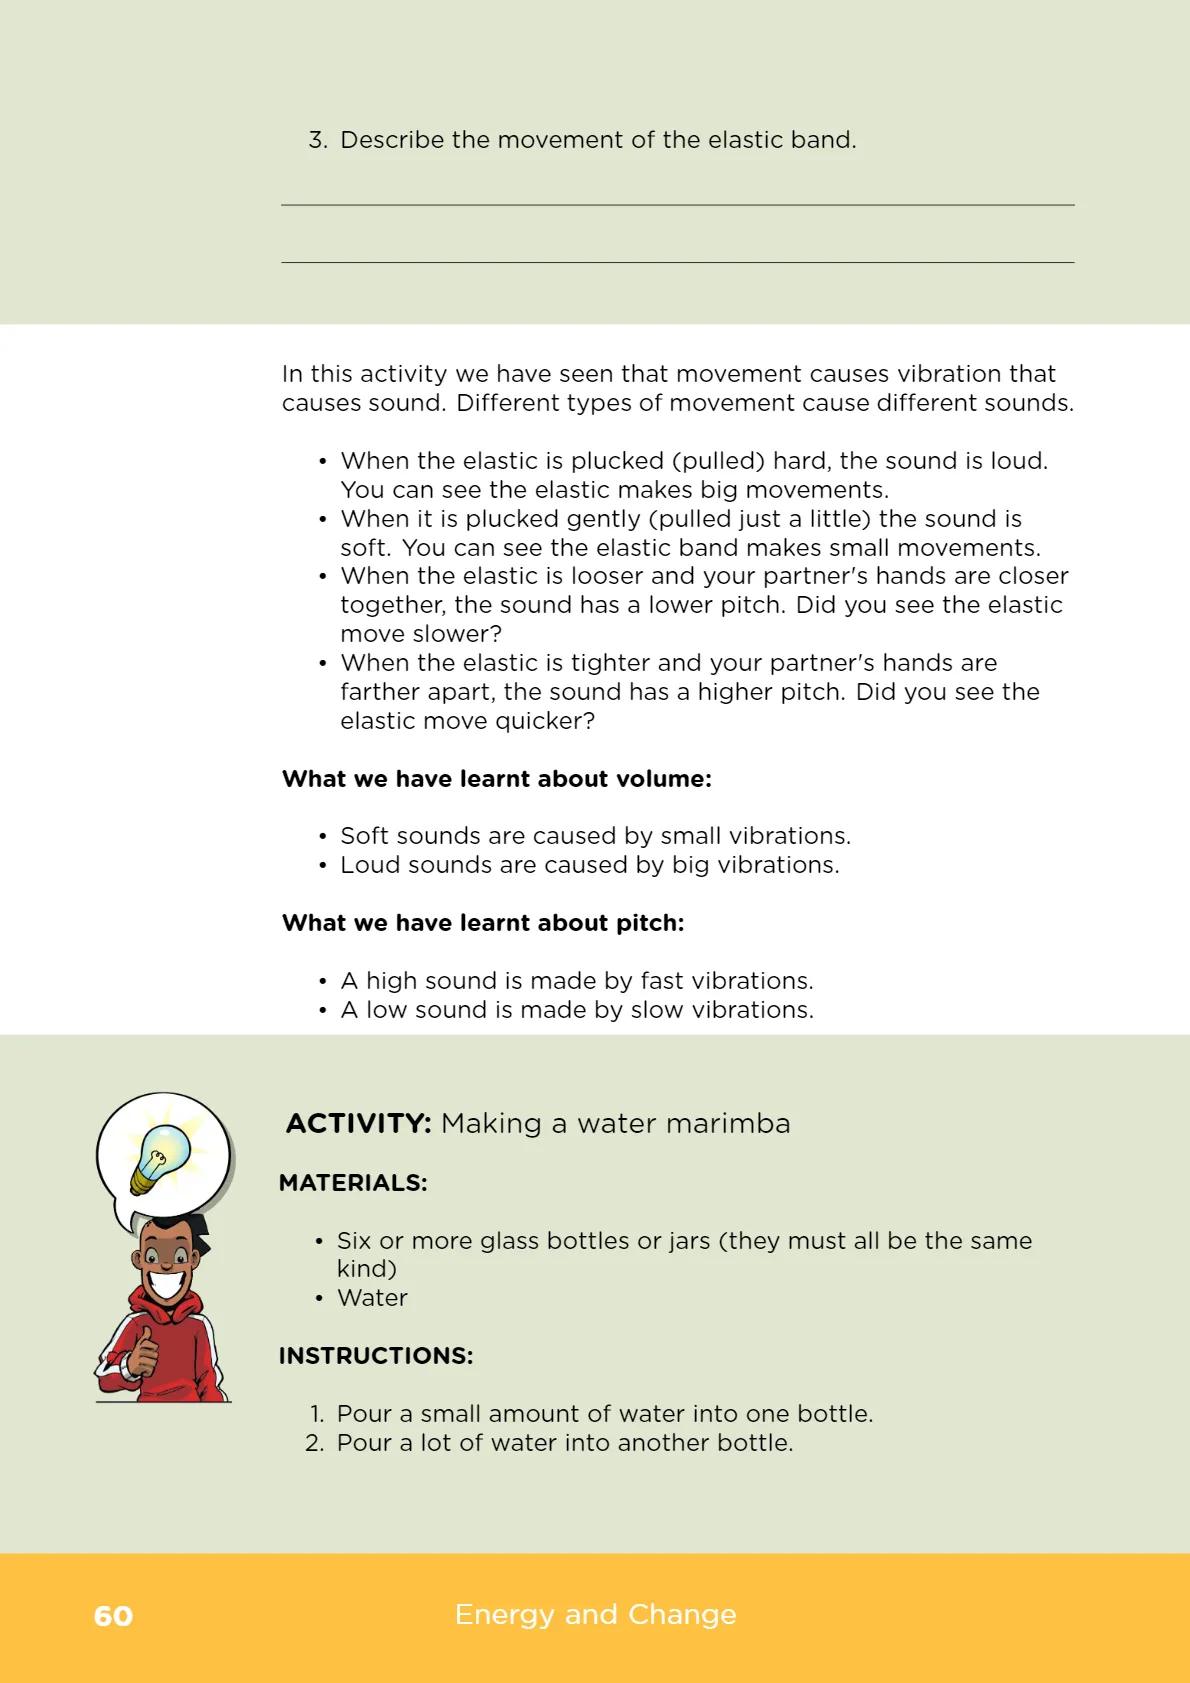 3. Describe the movement of the elastic band.
In this activity we have seen that movement causes vibration that
causes sound. Different types of movement cause different sounds.
• When the elastic is plucked (pulled) hard, the sound is loud.
You can see the elastic makes big movements.
• When it is plucked gently (pulled just a little) the sound is
soft. You can see the elastic band makes small movements.
• When the elastic is looser and your partner's hands are closer
together, the sound has a lower pitch. Did you see the elastic
move slower?
• When the elastic is tighter and your partner's hands are
farther apart, the sound has a higher pitch. Did you see the
elastic move quicker?
What we have learnt about volume:
• Soft sounds are caused by small vibrations.
• Loud sounds are caused by big vibrations.
What we have learnt about pitch:
• A high sound is made by fast vibrations.
• A low sound is made by slow vibrations.
ACTIVITY: Making a water marimba
MATERIALS:
• Six or more glass bottles or jars (they must all be the same
kind)
• Water
INSTRUCTIONS:
1. Pour a small amount of water into one bottle.
2. Pour a lot of water into another bottle.
60 Energy and Change